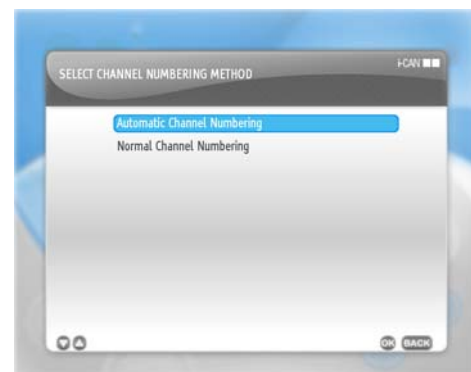 SELECT CHANNEL NUMBERING METHOD
i-CAN
Automatic Channel Numbering
Normal Channel Numbering
OK BACK